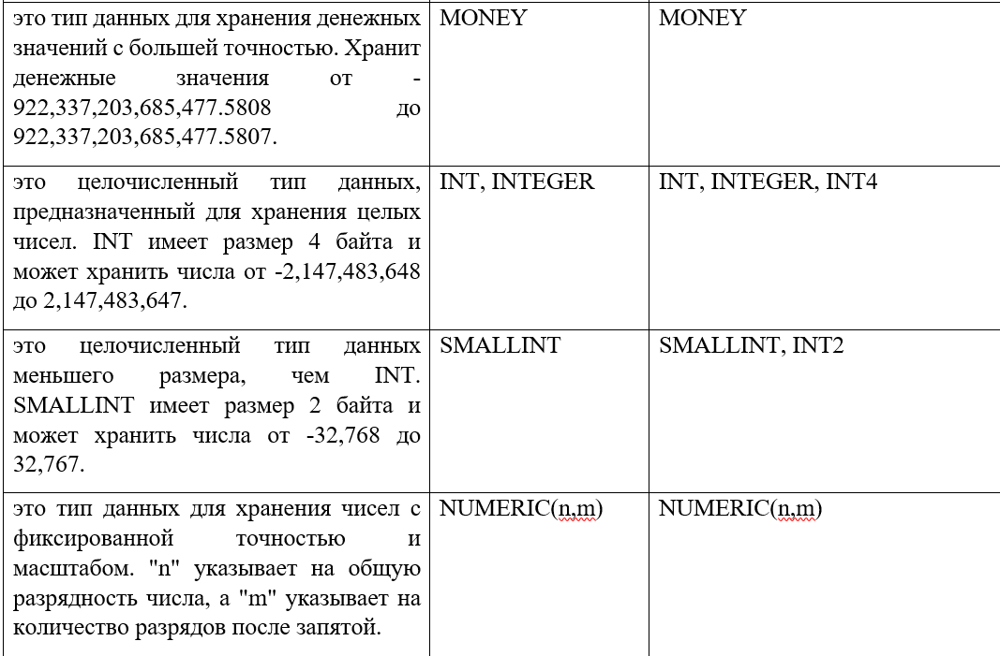 это тип данных для хранения денежных
значений с большей точностью. Хранит
денежные значения от -
922,337,203,685,477.5808 до
922,337,203,685,477.5807.
MONEY
MONEY
это целочисленный тип данных,
предназначенный для хранения целых
чисел. INT имеет размер 4 байта и
может хранить числа от -2,147,483,648
до 2,147,483,647.
INT, INTEGER
INT, INTEGER, INT4
это целочисленный тип данных
меньшего размера, чем INT.
SMALLINT имеет размер 2 байта и
может хранить числа от -32,768 до
32,767.
SMALLINT
SMALLINT, INT2
это тип данных для хранения чисел с
фиксированной точностью и
масштабом. "n" указывает на общую
разрядность числа, а "m" указывает на
количество разрядов после запятой.
NUMERIC(n,m)
NUMERIC(n,m)